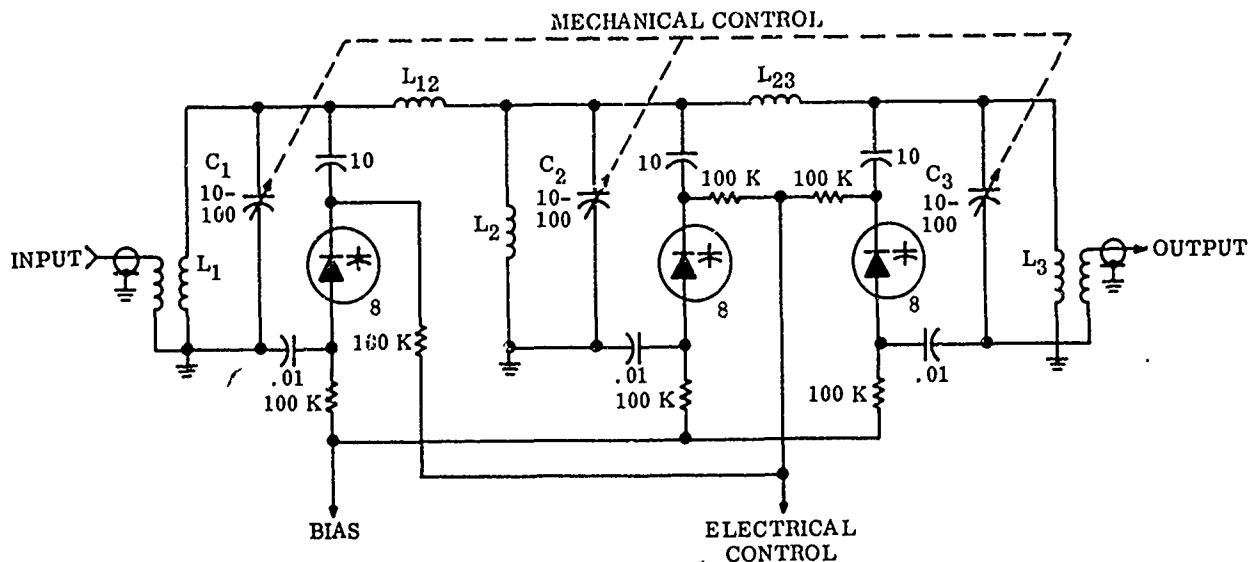 MECHANICAL CONTROL
L12
L23
C1
10-
100
10
C2
10-
100
10
100 K
100 K
10
C3
10-
100
INPUT
L1
8
L2
8
8
L3
OUTPUT
100 K
.01
100 K
.01
100 K
100 K
.01
BIAS
ELECTRICAL
CONTROL